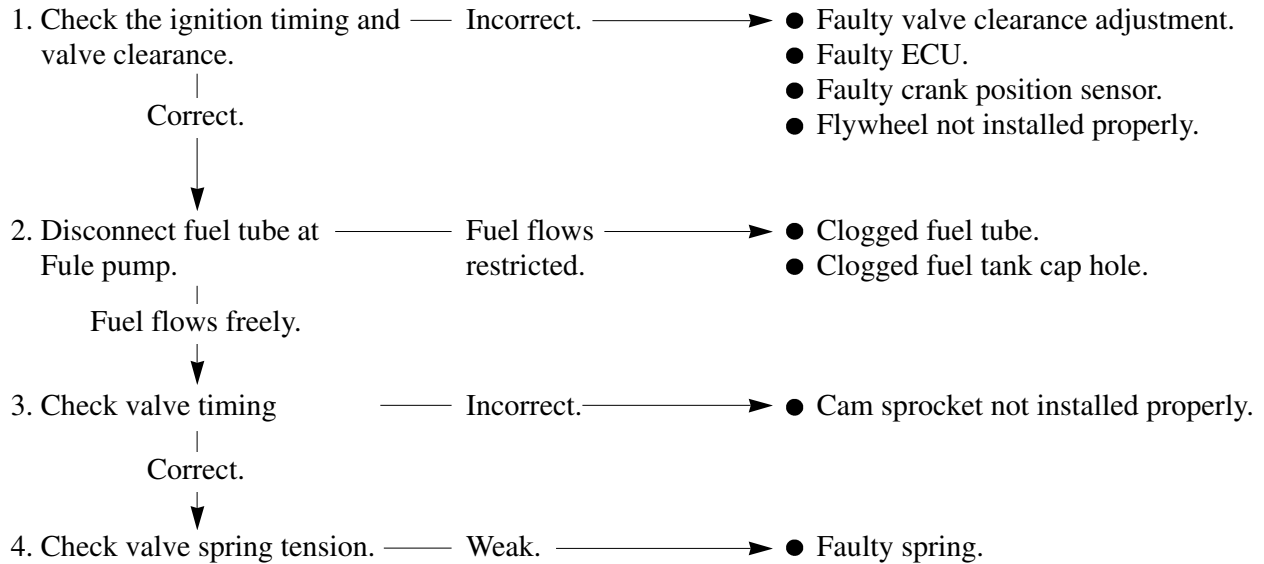 1. Check the ignition timing and valve clearance.
Incorrect.
● Faulty valve clearance adjustment.
● Faulty ECU.
● Faulty crank position sensor.
● Flywheel not installed properly.
Correct.
2. Disconnect fuel tube at
Fule pump.
Fuel flows
restricted.
● Clogged fuel tube.
● Clogged fuel tank cap hole.
Fuel flows freely.
3. Check valve timing
Incorrect.
● Cam sprocket not installed properly.
Correct.
4. Check valve spring tension.
Weak.
● Faulty spring.